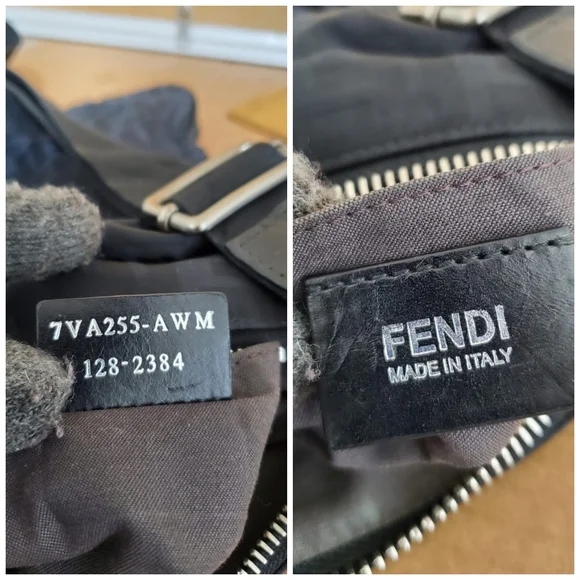 7VA255-AWM
128-2384
FENDI
MADE IN ITALY